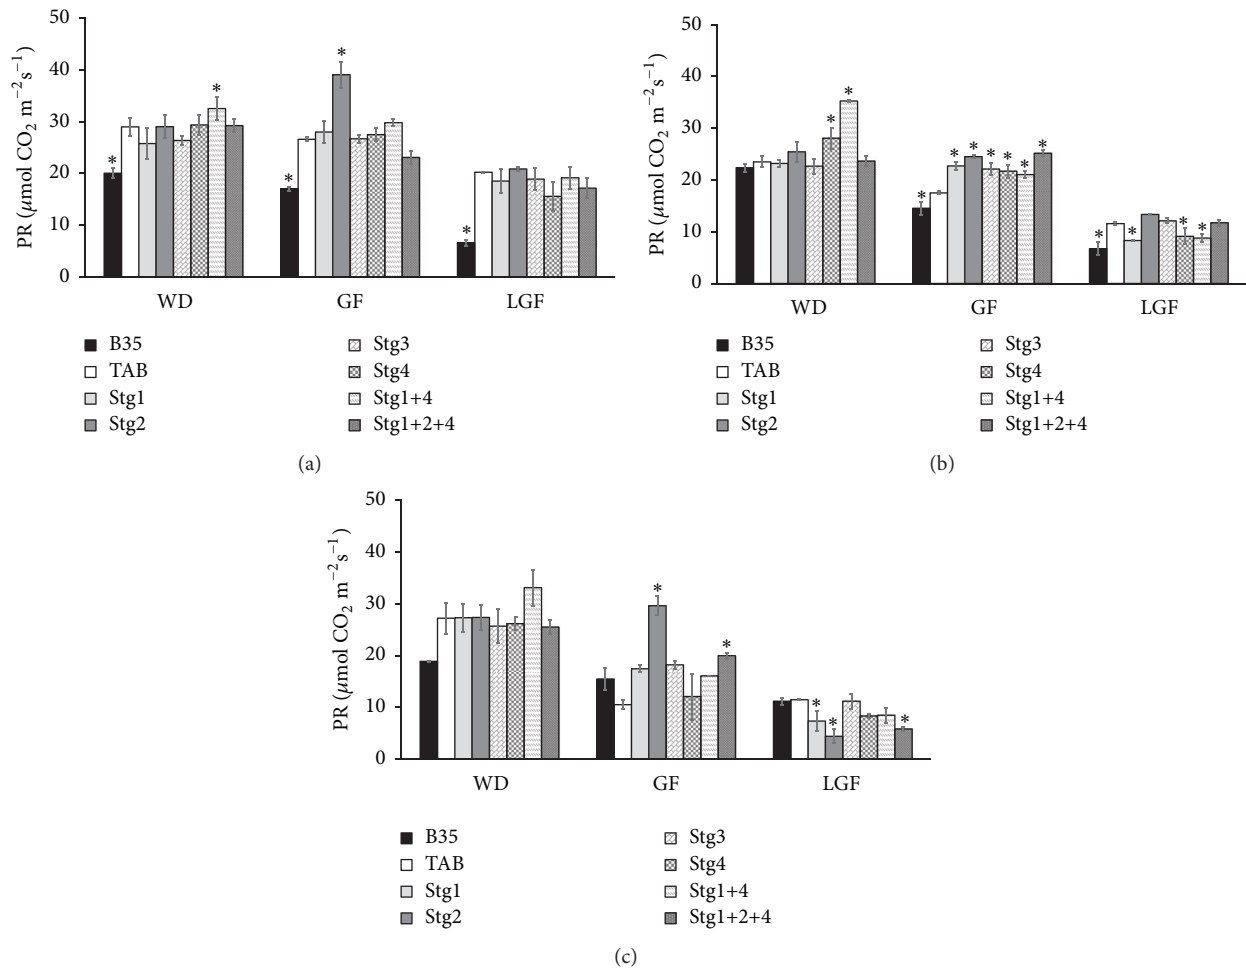 50
40
30
20
10
0
PR (μmol CO₂ m⁻²s⁻¹)
*
*
*
*
*
WD GF LGF
B35 Stg3
TAB Stg4
Stg1 Stg1+4
Stg2 Stg1+2+4
(a)
50
40
30
20
10
0
PR (μmol CO₂ m⁻²s⁻¹)
* *
* * * * * * *
* * * *
WD GF LGF
B35 Stg3
TAB Stg4
Stg1 Stg1+4
Stg2 Stg1+2+4
(b)
50
40
30
20
10
0
PR (μmol CO₂ m⁻²s⁻¹)
* *
* * *
WD GF LGF
B35 Stg3
TAB Stg4
Stg1 Stg1+4
Stg2 Stg1+2+4
(c)